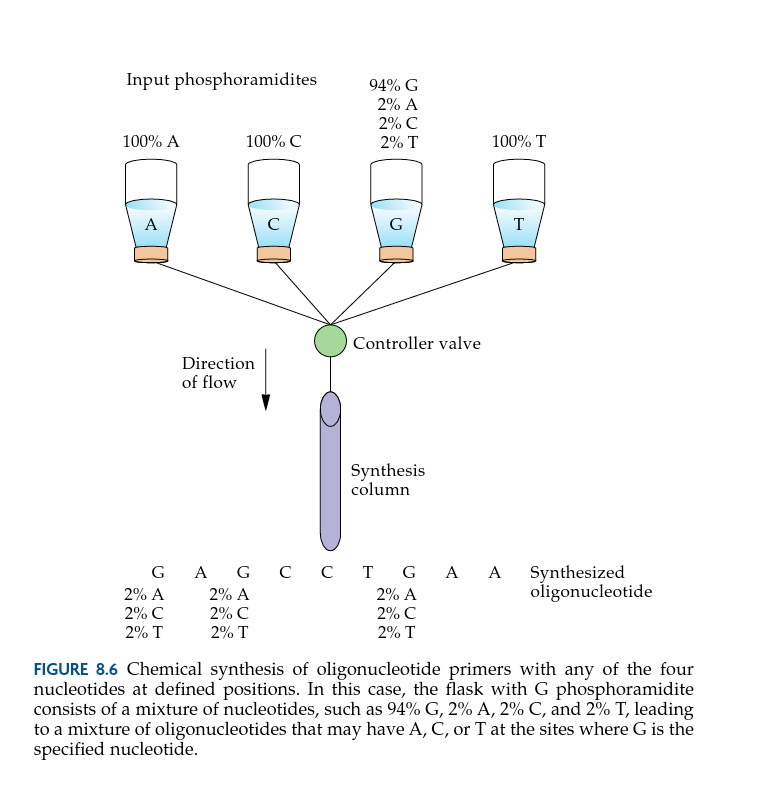 Input phosphoramidites
94% G
2% A
2% C
2% T
100% A
100% C
100% T
A
C
G
T
Controller valve
Direction
of flow
Synthesis
column
G A G C C T G A A Synthesized
oligonucleotide
2% A 2% A 2% A
2% C 2% C 2% C
2% T 2% T 2% T
FIGURE 8.6 Chemical synthesis of oligonucleotide primers with any of the four
nucleotides at defined positions. In this case, the flask with G phosphoramidite
consists of a mixture of nucleotides, such as 94% G, 2% A, 2% C, and 2% T, leading
to a mixture of oligonucleotides that may have A, C, or T at the sites where G is the
specified nucleotide.